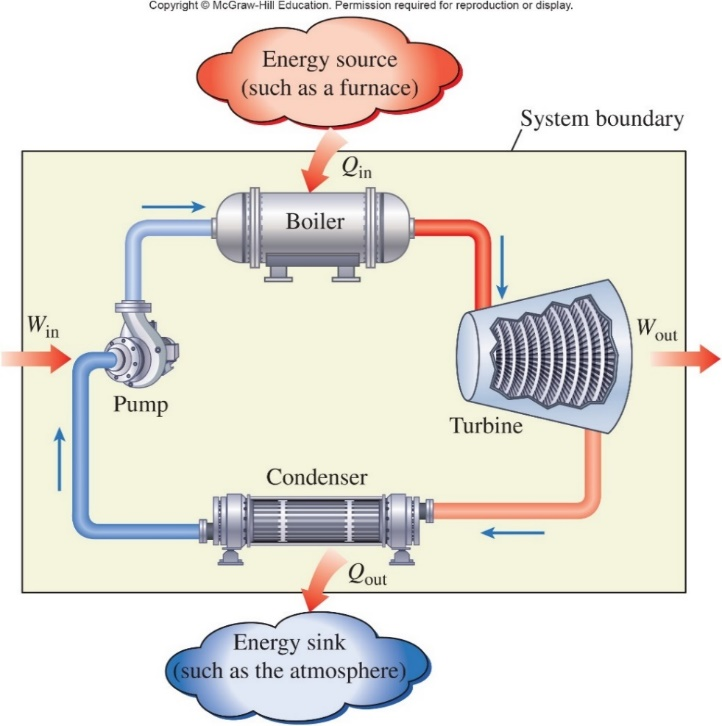 Copyright © McGraw-Hill Education. Permission required for reproduction or display.
Energy source
(such as a furnace)
System boundary
Qin
Boiler
Win
Wout
Pump
Turbine
Condenser
Qout
Energy sink
(such as the atmosphere)